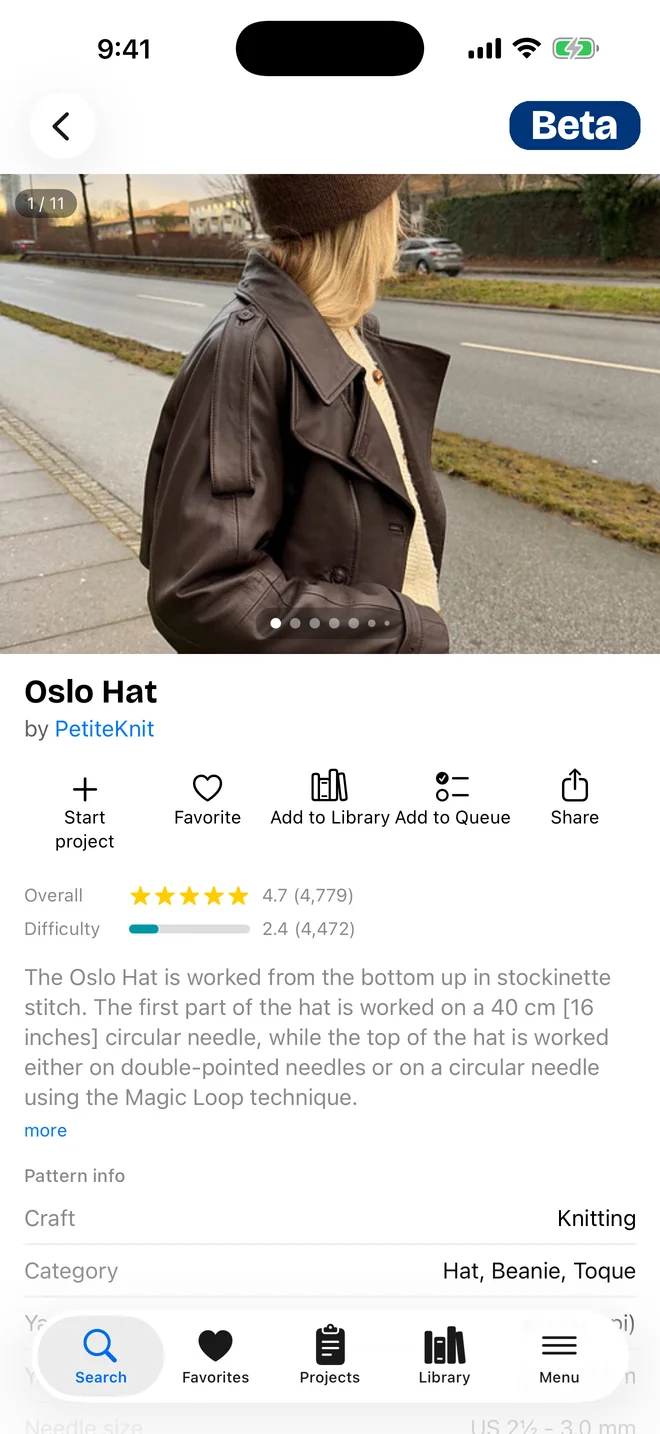 9:41
Beta
1 / 11
Oslo Hat
by PetiteKnit
Start project
Favorite
Add to Library
Add to Queue
Share
Overall 4.7 (4,779)
Difficulty 2.4 (4,472)
The Oslo Hat is worked from the bottom up in stockinette
stitch. The first part of the hat is worked on a 40 cm [16
inches] circular needle, while the top of the hat is worked
either on double-pointed needles or on a circular needle
using the Magic Loop technique.
more
Pattern info
Craft Knitting
Category Hat, Beanie, Toque
Search
Favorites
Projects
Library
Menu
Needle size US 2½ - 3.0 mm